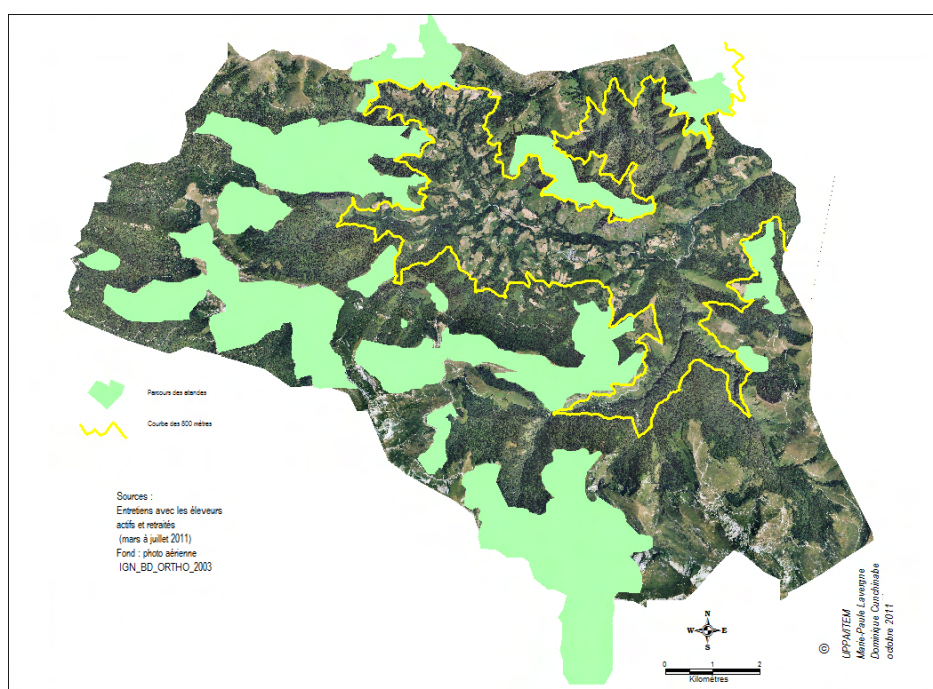 Parcours des atandes
Courbe des 800 mètres
Sources :
Entretiens avec les éleveurs
actifs et retraités
(mars à juillet 2011)
Fond : photo aérienne
IGN_BD_ORTHO_2003
N
W E
S
0 1 2
Kilomètres
©
UPPA/ITEM
Marie-Paule Lavergne
Dominique Cunchinabe
octobre 2011